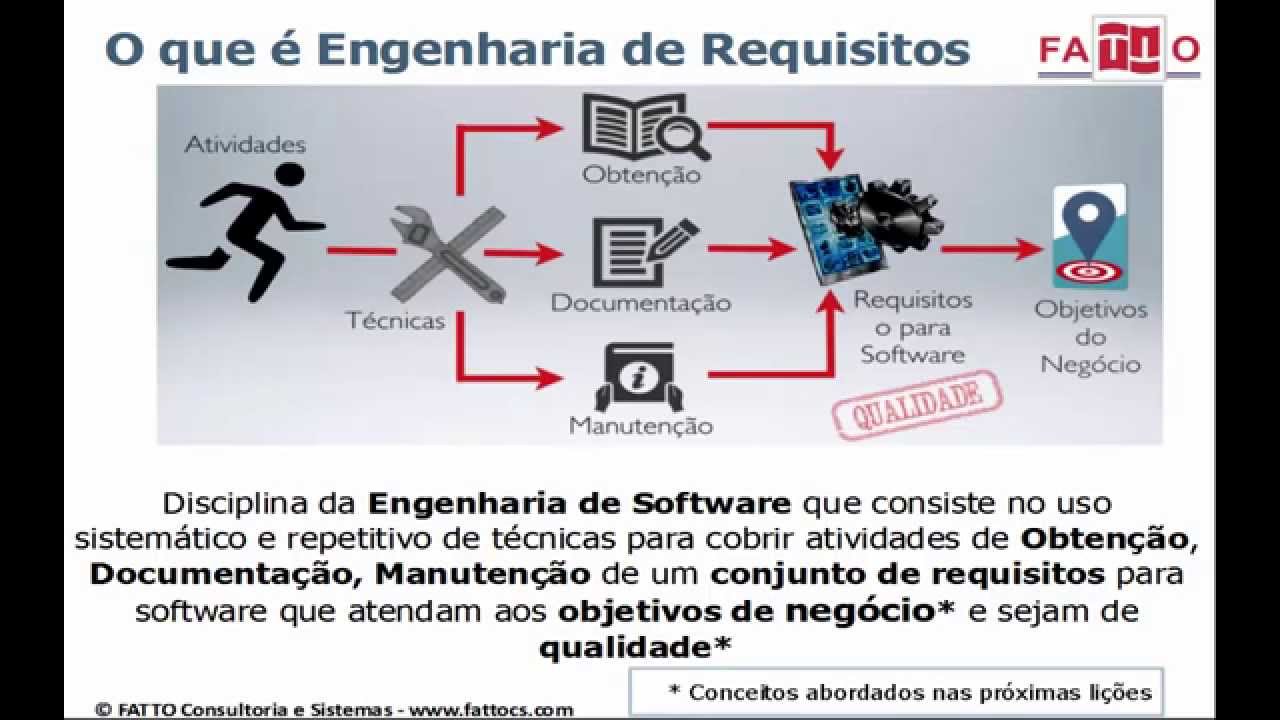 O que é Engenharia de Requisitos
FATTO
Atividades
Técnicas
Obtenção
Documentação
Manutenção
Requisitos
o para
Software
QUALIDADE
Objetivos
do
Negócio
Disciplina da Engenharia de Software que consiste no uso
sistemático e repetitivo de técnicas para cobrir atividades de Obtenção,
Documentação, Manutenção de um conjunto de requisitos para
software que atendam aos objetivos de negócio* e sejam de
qualidade*
* Conceitos abordados nas próximas lições
© FATTO Consultoria e Sistemas - www.fattocs.com